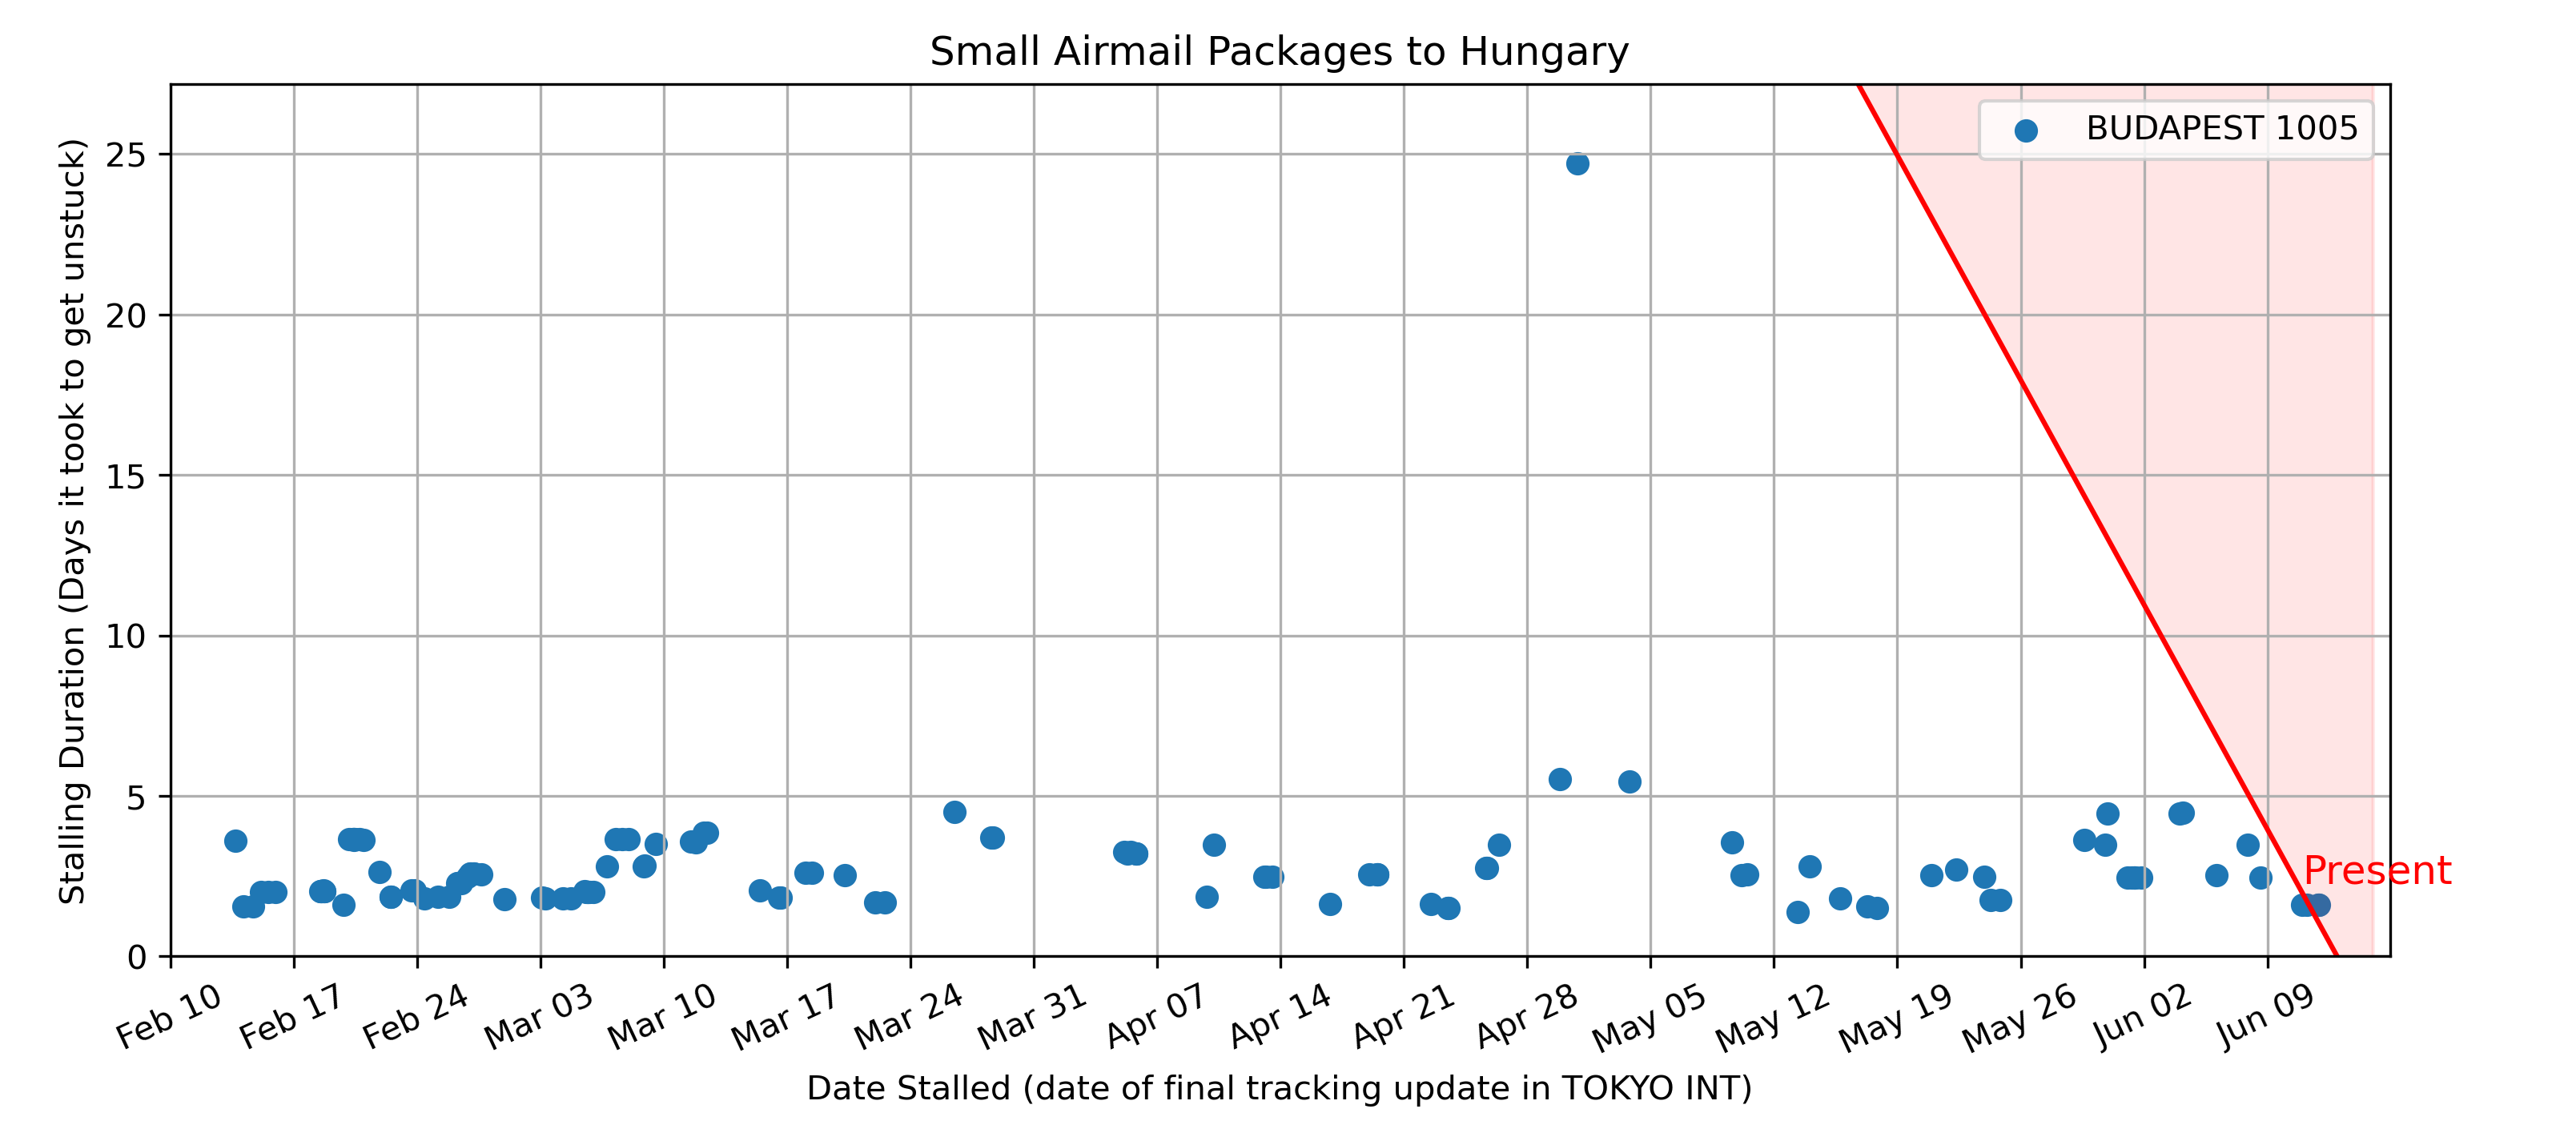 Small Airmail Packages to Hungary
BUDAPEST 1005
Stalling Duration (Days it took to get unstuck)
25
20
15
10
5
0
Present
Feb 10
Feb 17
Feb 24
Mar 03
Mar 10
Mar 17
Mar 24
Mar 31
Apr 07
Apr 14
Apr 21
Apr 28
May 05
May 12
May 19
May 26
Jun 02
Jun 09
Date Stalled (date of final tracking update in TOKYO INT)